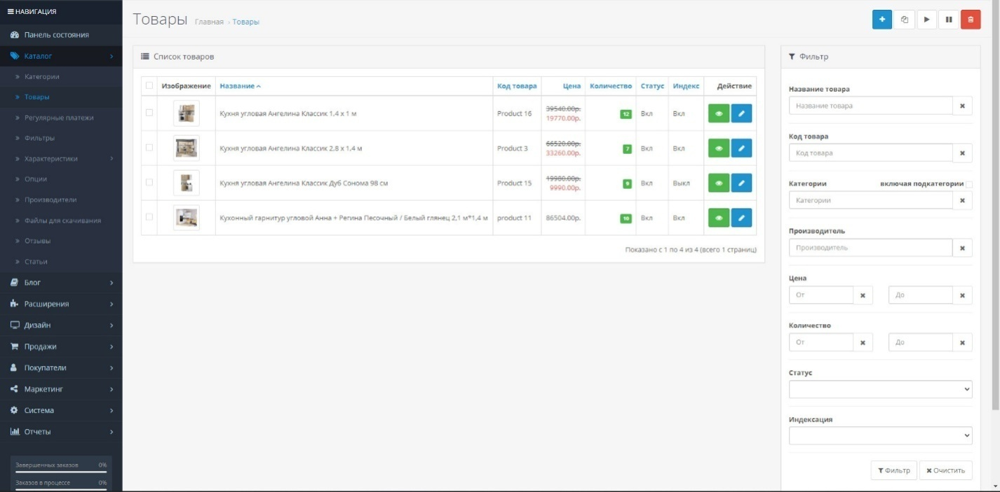 НАВИГАЦИЯ
Панель состояния
Каталог
Категории
Товары
Регулярные платежи
Фильтры
Характеристики
Опции
Производители
Файлы для скачивания
Отзывы
Статьи
Блог
Расширения
Дизайн
Продажи
Покупатели
Маркетинг
Система
Отчеты
Завершенных заказов 0%
Заказов в процессе 0%
Товары Главная › Товары
Список товаров
Изображение Название Код товара Цена Количество Статус Индекс Действие
Кухня угловая Ангелина Классик 1,4 х 1 м Product 16 39540.00р. 12 Вкл Вкл
19770.00р.
Кухня угловая Ангелина Классик 2,8 х 1,4 м Product 3 66520.00р. 7 Вкл Вкл
33260.00р.
Кухня угловая Ангелина Классик Дуб Сонома 98 см Product 15 19980.00р. 9 Вкл Выкл
9990.00р.
Кухонный гарнитур угловой Анна + Регина Песочный / Белый глянец 2,1 м*1,4 м product 11 86504.00р. 10 Вкл Вкл
Показано с 1 по 4 из 4 (всего 1 страниц)
Фильтр
Название товара
Название товара
Код товара
Код товара
Категории включая подкатегории
Категории
Производитель
Производитель
Цена
От До
Количество
От До
Статус
Индексация
Фильтр Очистить